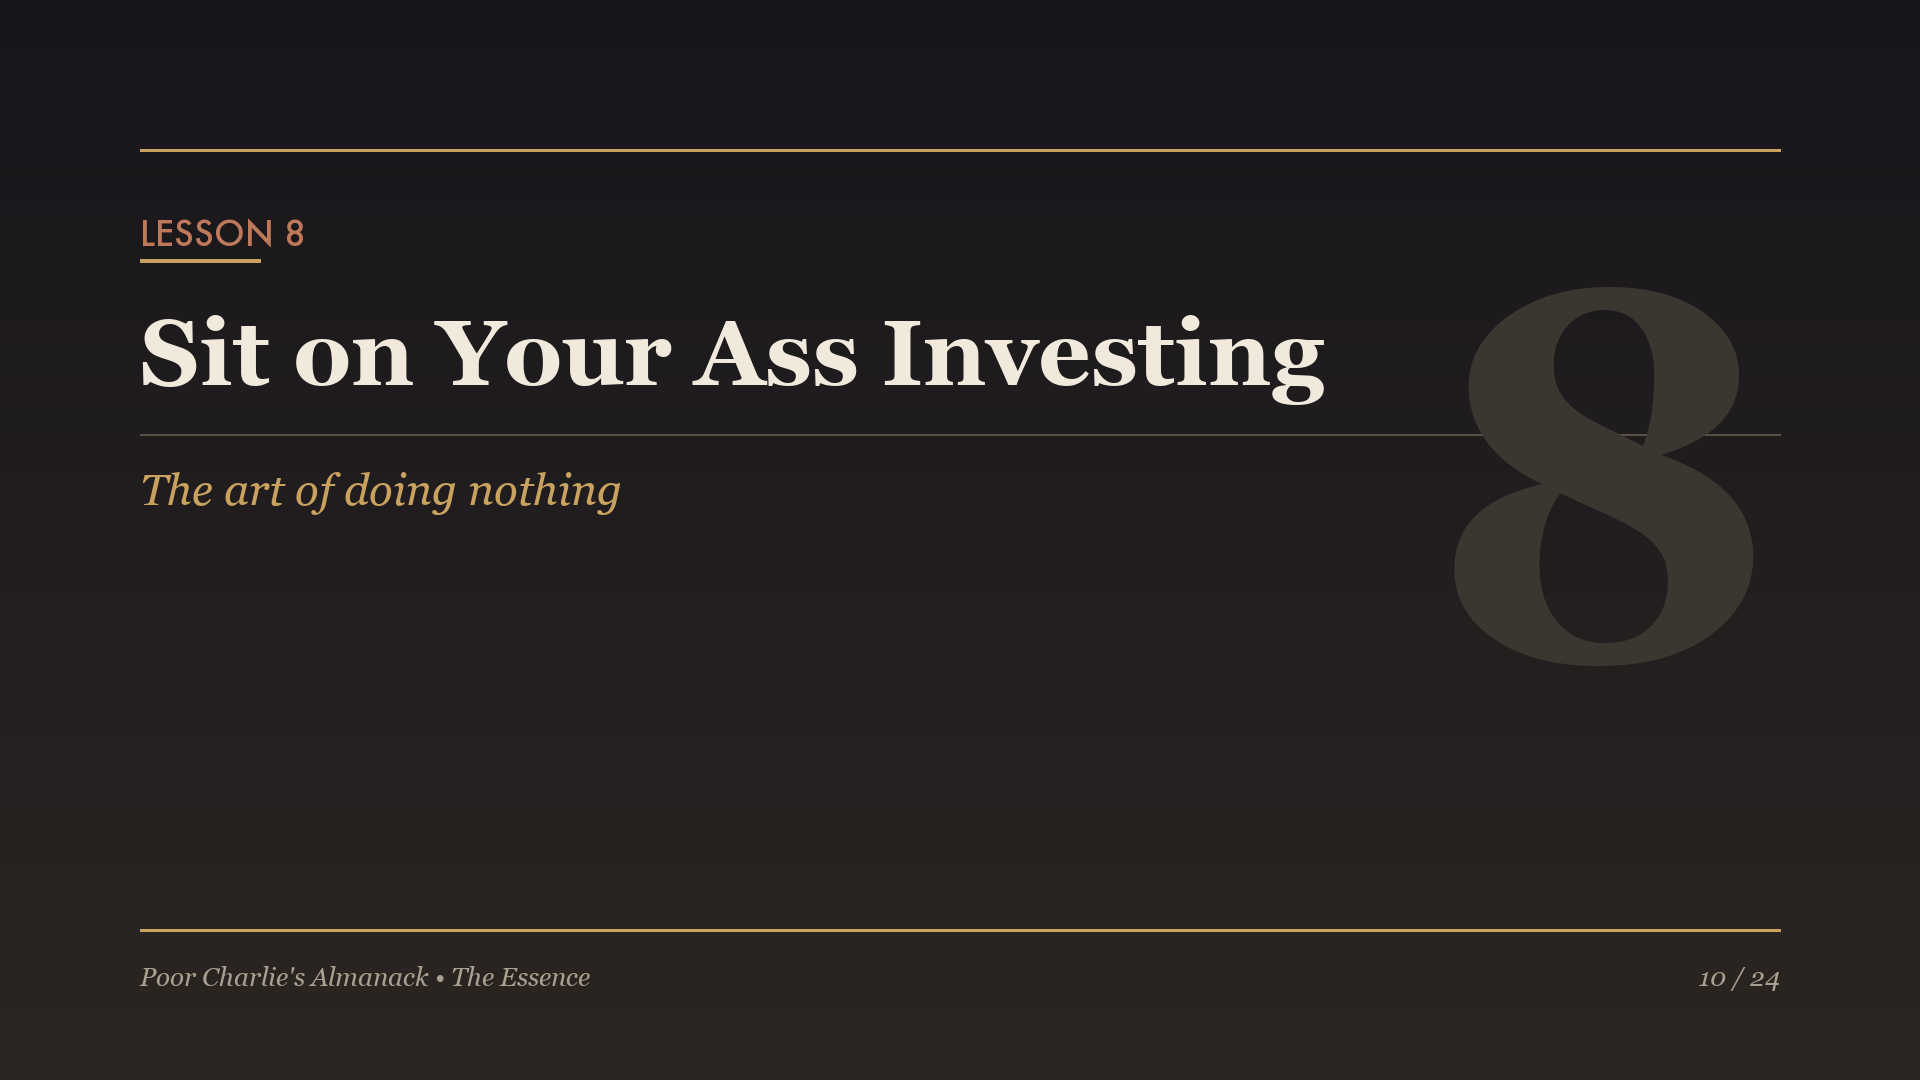 LESSON 8
Sit on Your Ass Investing
8
The art of doing nothing
Poor Charlie's Almanack • The Essence
10 / 24